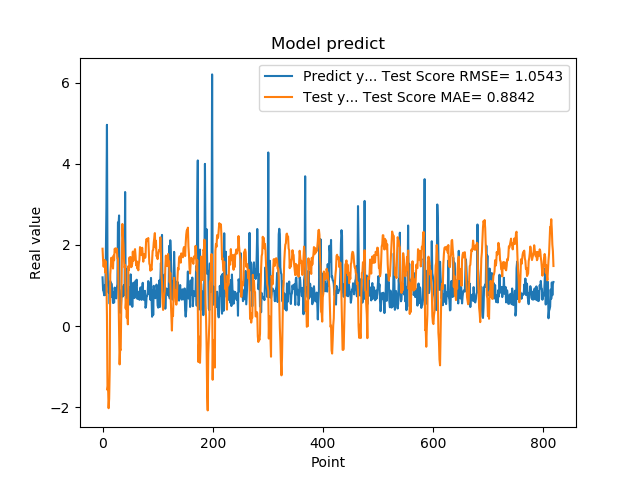 Model predict
Predict y... Test Score RMSE= 1.0543
Test y... Test Score MAE= 0.8842
Real value
6
4
2
0
−2
0 200 400 600 800
Point